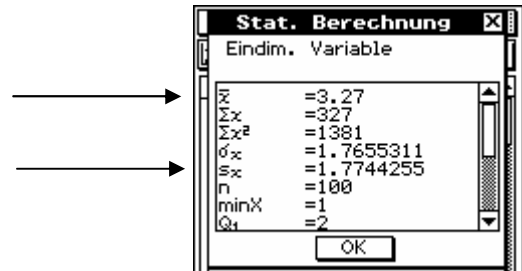 Stat. Berechnung
Eindim. Variable
x̄ =3.27
Σx =327
Σx² =1381
σx =1.7655311
sx =1.7744255
n =100
minX =1
Q₁ =2
OK